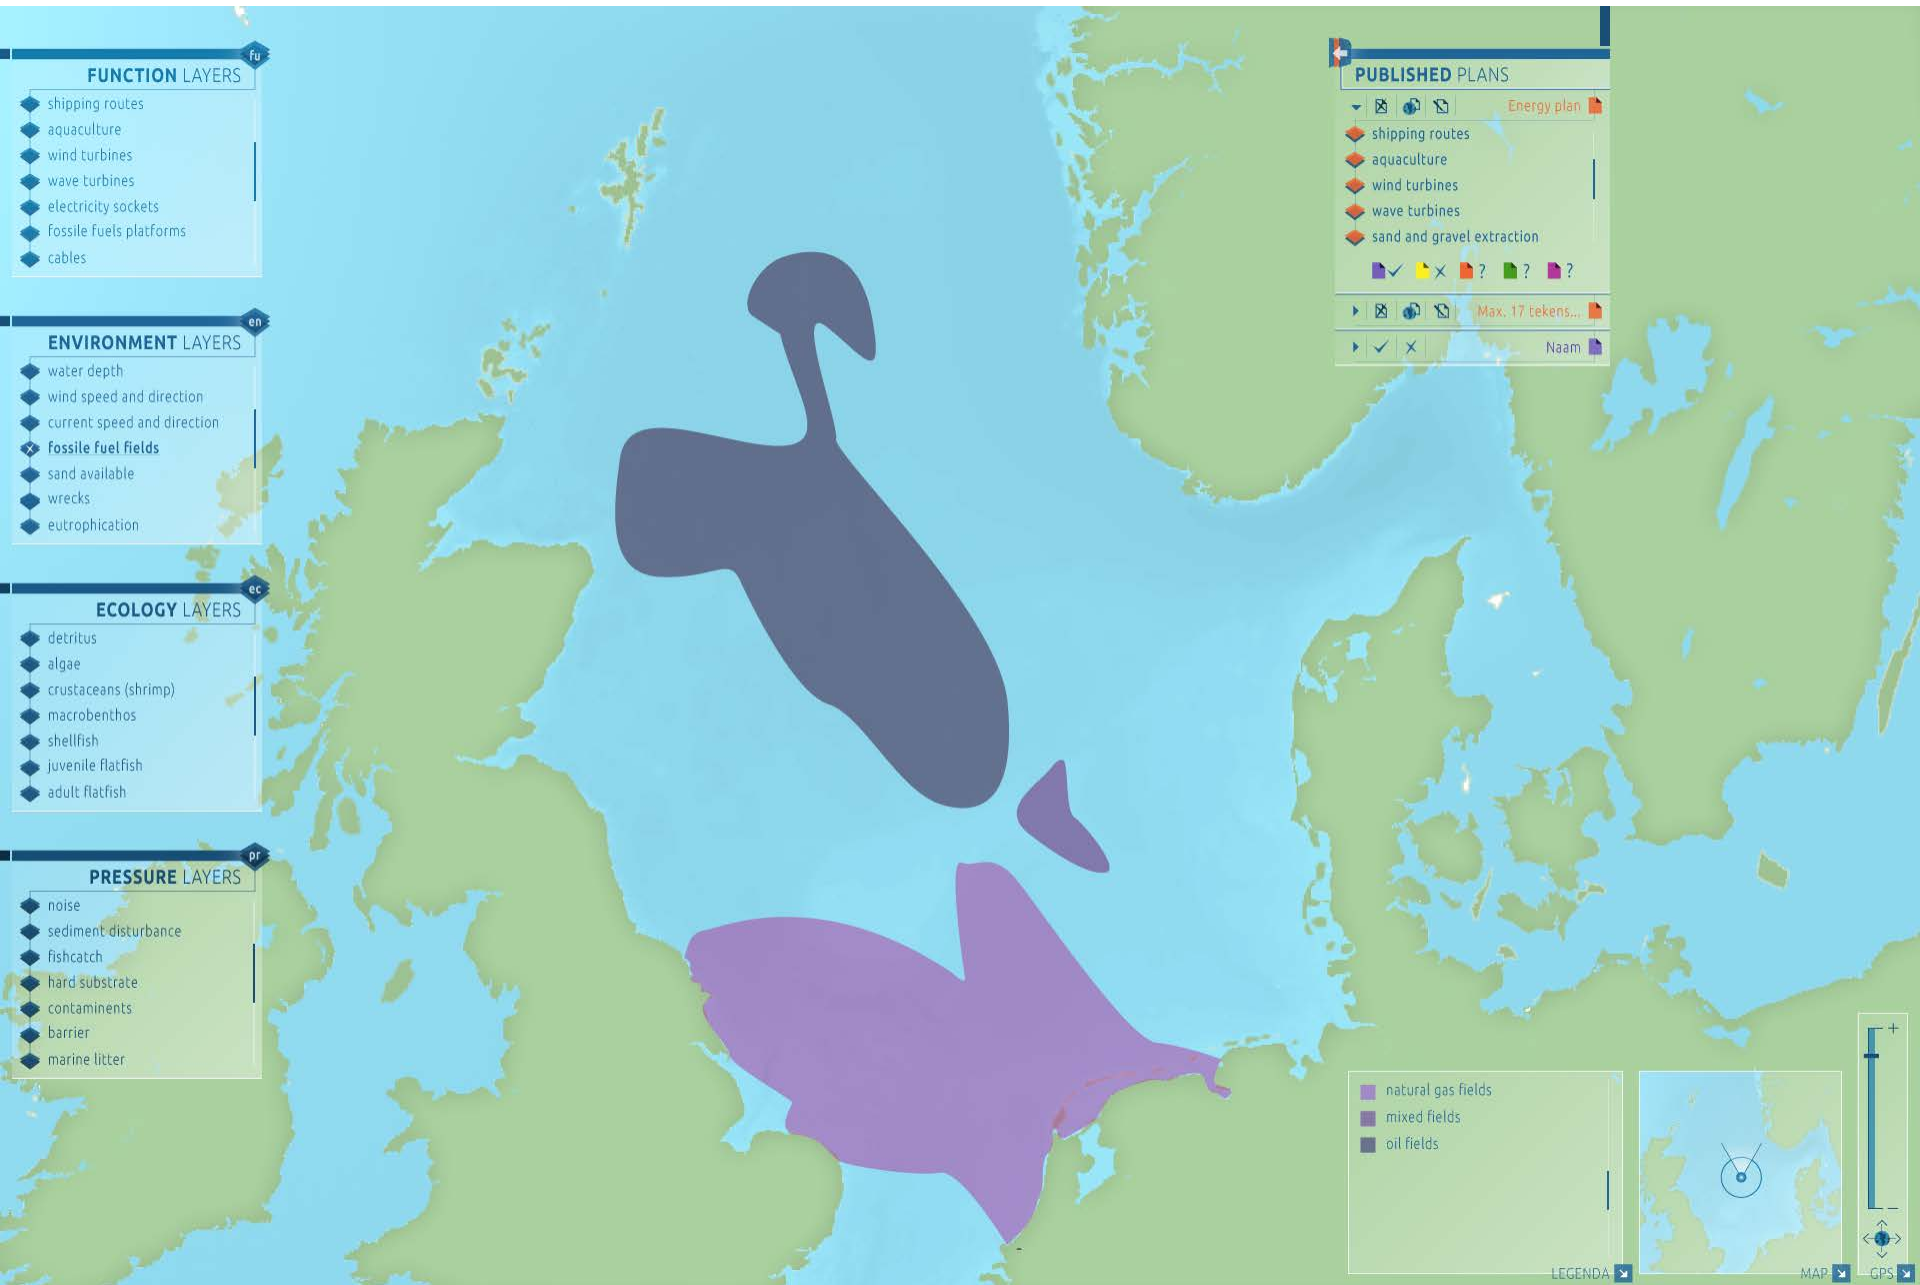 fu
FUNCTION LAYERS
shipping routes
aquaculture
wind turbines
wave turbines
electricity sockets
fossile fuels platforms
cables
en
ENVIRONMENT LAYERS
water depth
wind speed and direction
current speed and direction
fossile fuel fields
sand available
wrecks
eutrophication
ec
ECOLOGY LAYERS
detritus
algae
crustaceans (shrimp)
macrobenthos
shellfish
juvenile flatfish
adult flatfish
pr
PRESSURE LAYERS
noise
sediment disturbance
fishcatch
hard substrate
contaminents
barrier
marine litter
PUBLISHED PLANS
Energy plan
shipping routes
aquaculture
wind turbines
wave turbines
sand and gravel extraction
? ? ?
Max. 17 tekens...
Naam
natural gas fields
mixed fields
oil fields
LEGENDA
MAP
+
−
GPS